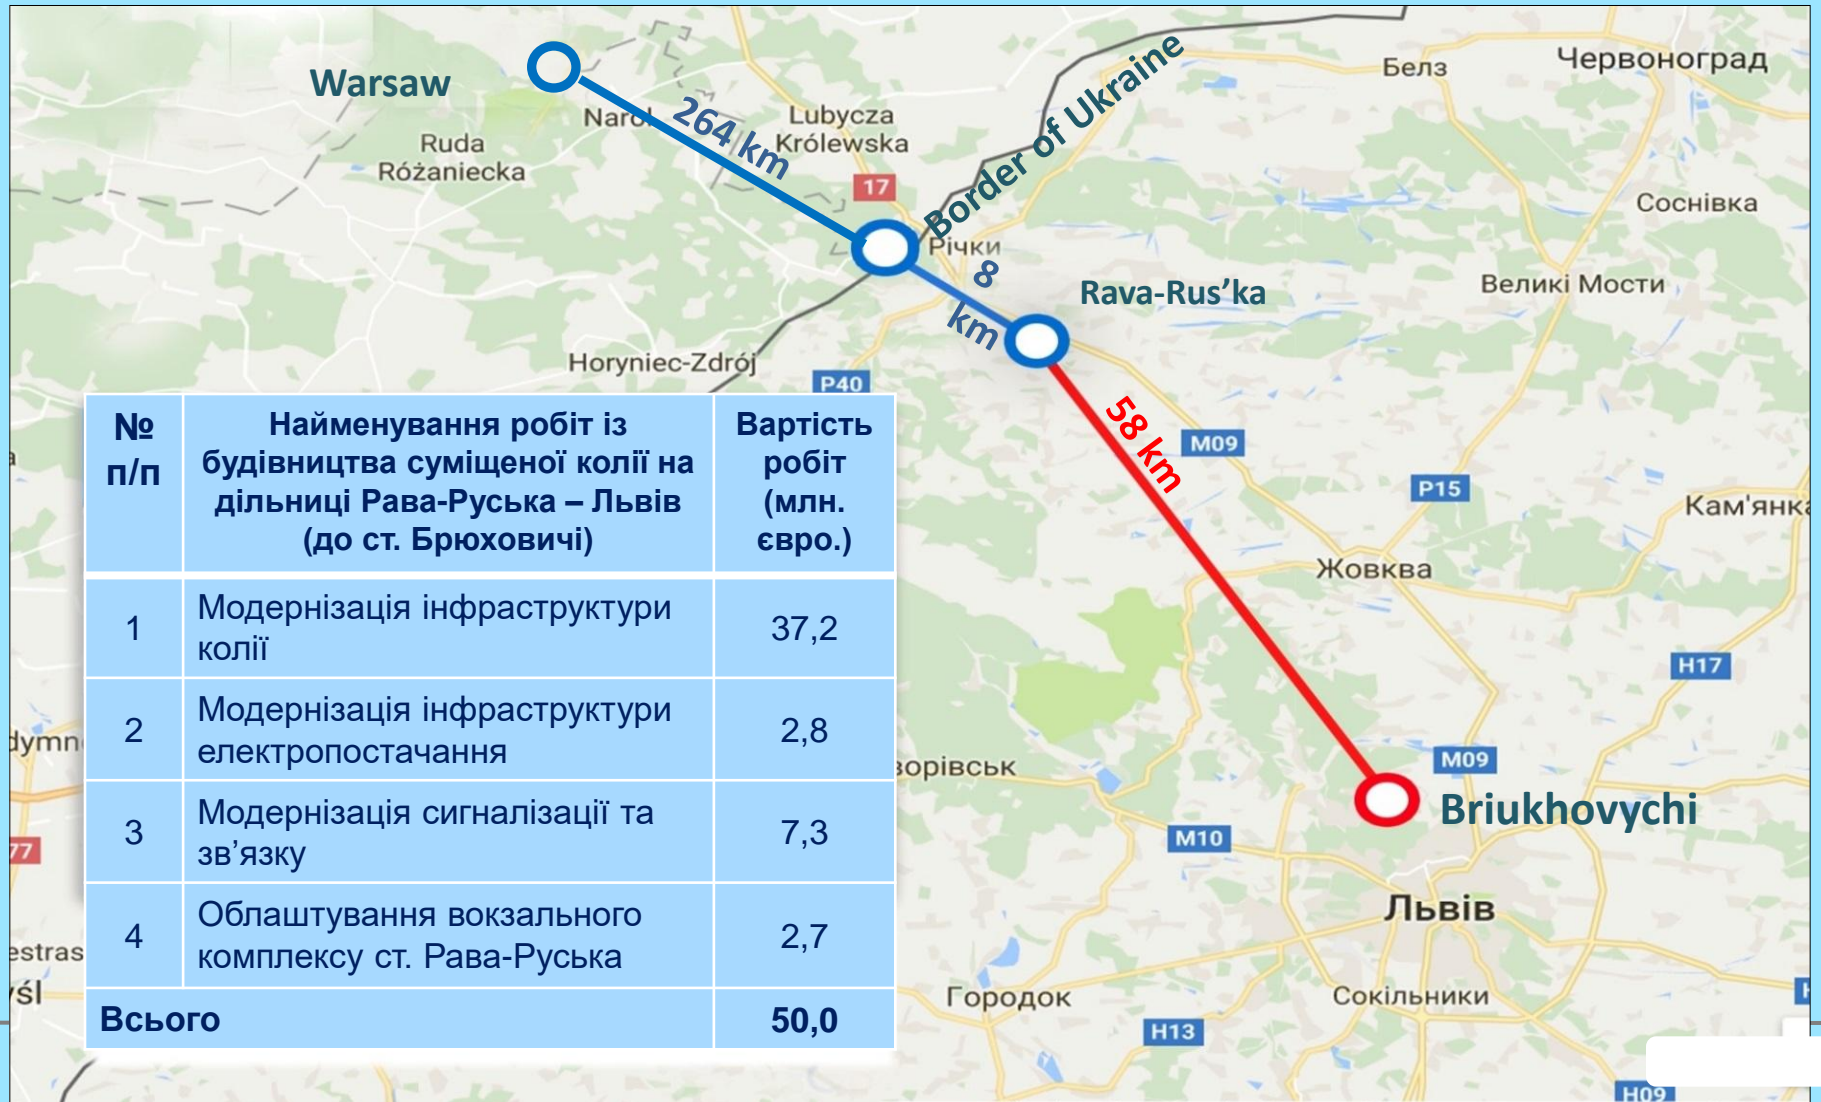 Warsaw
264 km
Narol
Lubycza
Królewska
Ruda
Różaniecka
17
Border of Ukraine
Белз
Червоноград
Соснівка
Річки
8
km
Rava-Rus’ka
Великі Мости
Horyniec-Zdrój
P40
58 km
M09
P15
Кам'янка
Жовква
H17
M09
Briukhovychi
M10
Львів
Городок
Сокільники
H13
H09
77
№
п/п
Найменування робіт із
будівництва суміщеної колії на
дільниці Рава-Руська – Львів
(до ст. Брюховичі)
Вартість
робіт
(млн.
євро.)
1
Модернізація інфраструктури
колії
37,2
2
Модернізація інфраструктури
електропостачання
2,8
3
Модернізація сигналізації та
зв’язку
7,3
4
Облаштування вокзального
комплексу ст. Рава-Руська
2,7
Всього
50,0